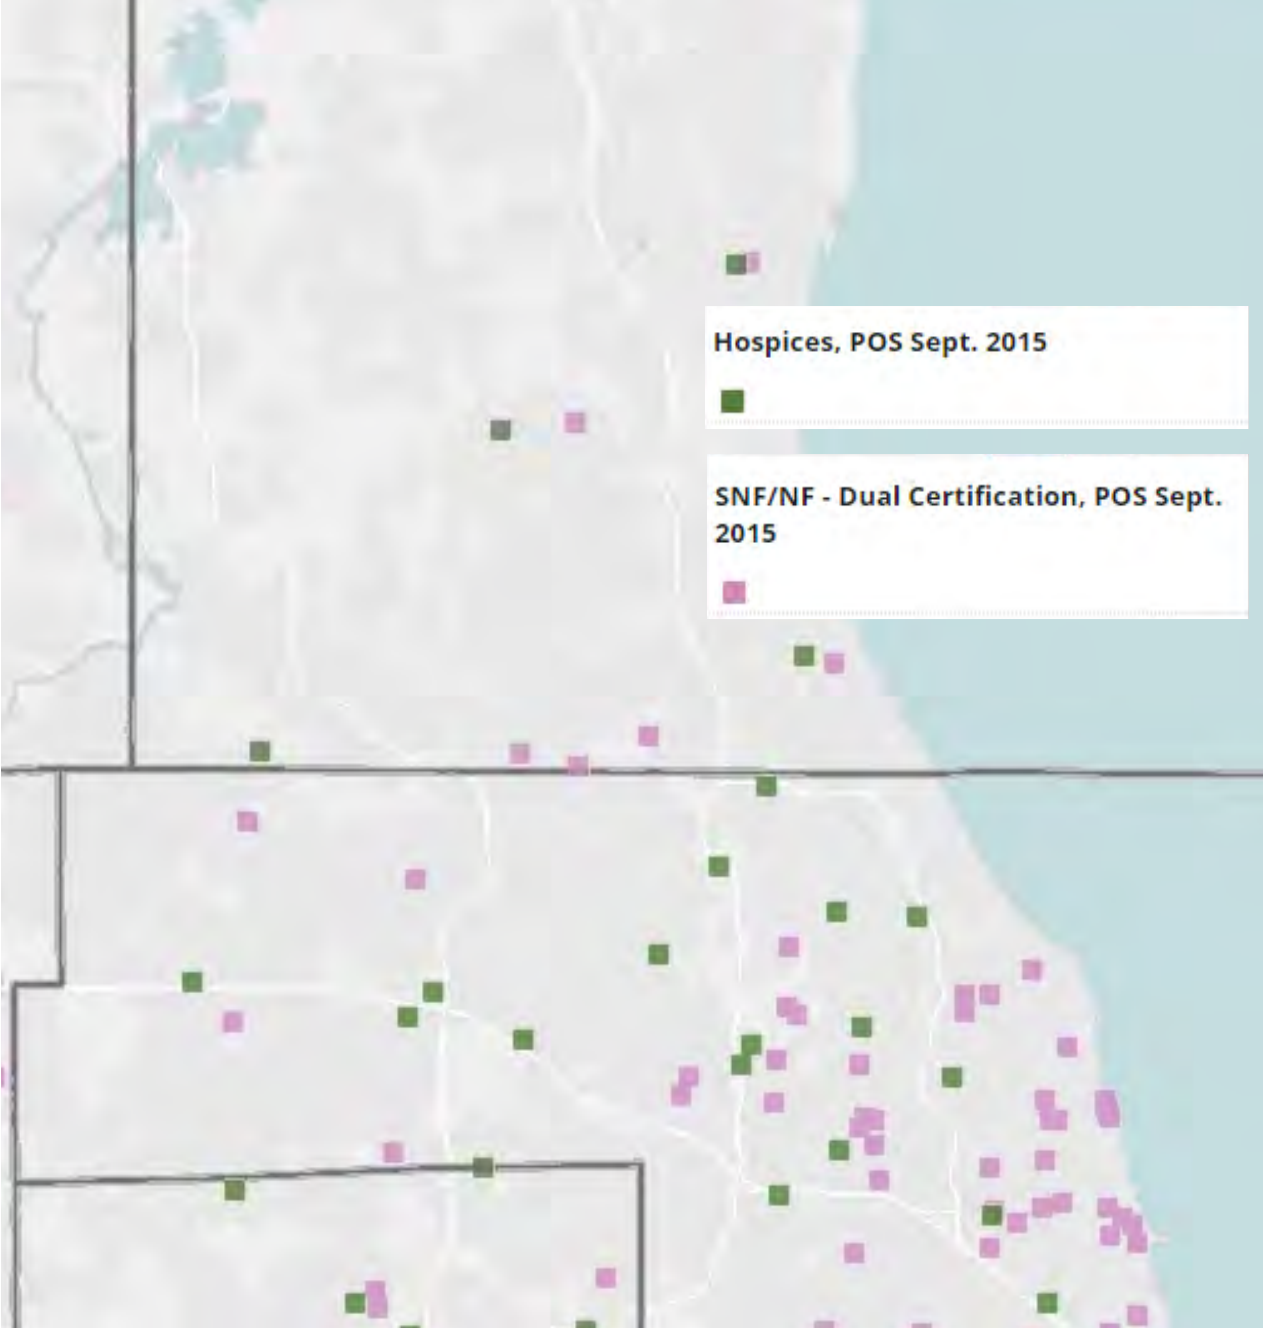 Hospices, POS Sept. 2015
SNF/NF - Dual Certification, POS Sept.
2015